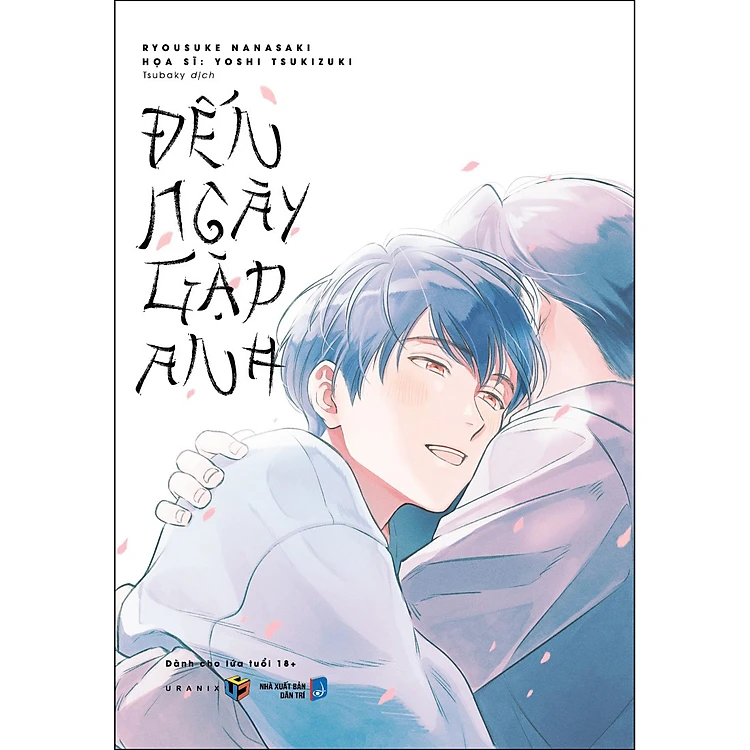 RYOUSUKE NANASAKI
HỌA SĨ: YOSHI TSUKIZUKI
Tsubaky dịch
ĐẾN
NGÀY
GẶP
ANH
Dành cho lứa tuổi 18+
URANIX
NHÀ XUẤT BẢN
DÂN TRÍ